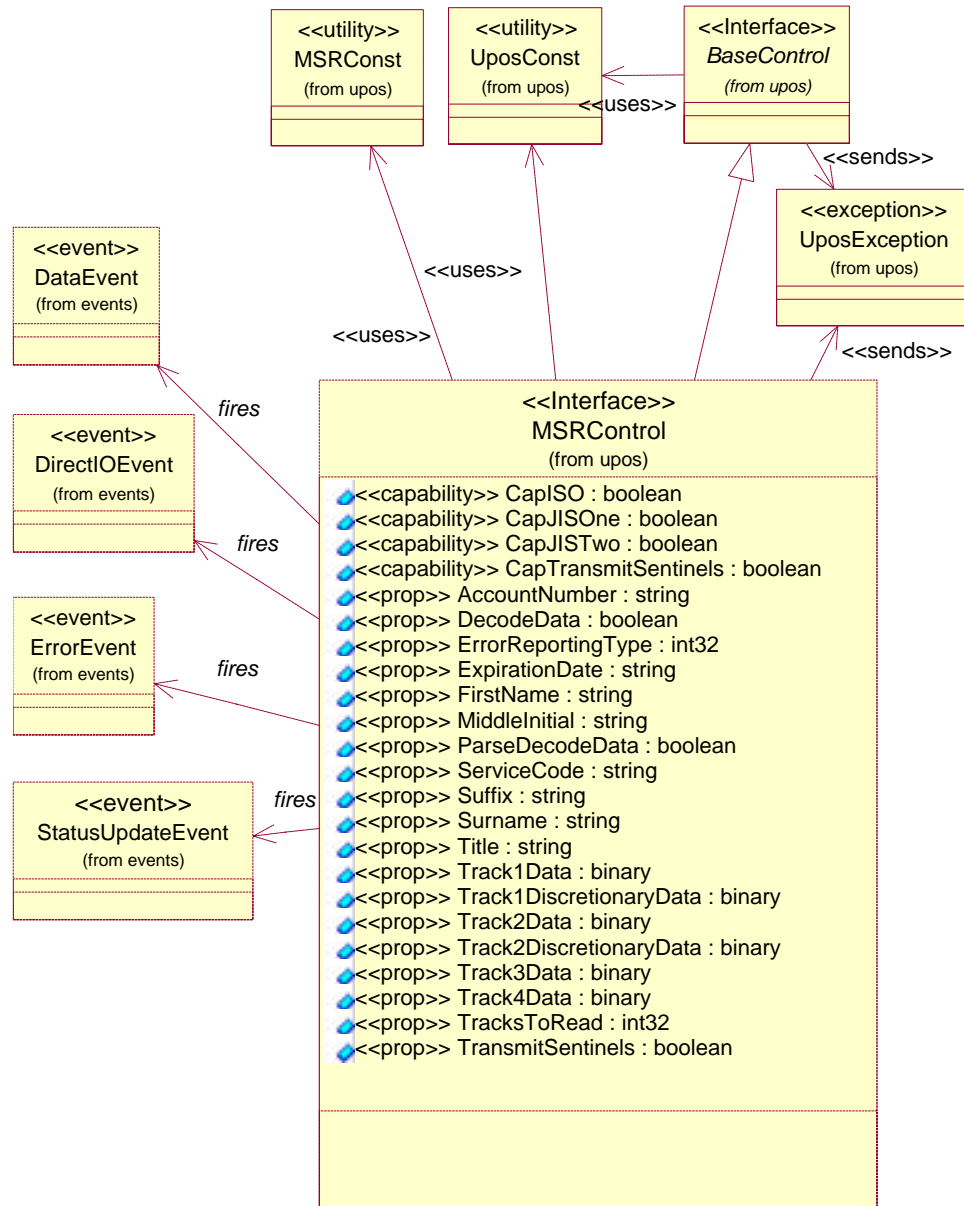 <<utility>>
MSRConst
(from upos)
<<utility>>
UposConst
(from upos)
<<Interface>>
BaseControl
(from upos)
<<uses>>
<<sends>>
<<exception>>
UposException
(from upos)
<<event>>
DataEvent
(from events)
<<uses>>
<<uses>>
<<sends>>
fires
<<event>>
DirectIOEvent
(from events)
fires
<<event>>
ErrorEvent
(from events)
fires
<<event>>
StatusUpdateEvent
(from events)
fires
<<Interface>>
MSRControl
(from upos)
<<capability>> CapISO : boolean
<<capability>> CapJISOne : boolean
<<capability>> CapJISTwo : boolean
<<capability>> CapTransmitSentinels : boolean
<<prop>> AccountNumber : string
<<prop>> DecodeData : boolean
<<prop>> ErrorReportingType : int32
<<prop>> ExpirationDate : string
<<prop>> FirstName : string
<<prop>> MiddleInitial : string
<<prop>> ParseDecodeData : boolean
<<prop>> ServiceCode : string
<<prop>> Suffix : string
<<prop>> Surname : string
<<prop>> Title : string
<<prop>> Track1Data : binary
<<prop>> Track1DiscretionaryData : binary
<<prop>> Track2Data : binary
<<prop>> Track2DiscretionaryData : binary
<<prop>> Track3Data : binary
<<prop>> Track4Data : binary
<<prop>> TracksToRead : int32
<<prop>> TransmitSentinels : boolean